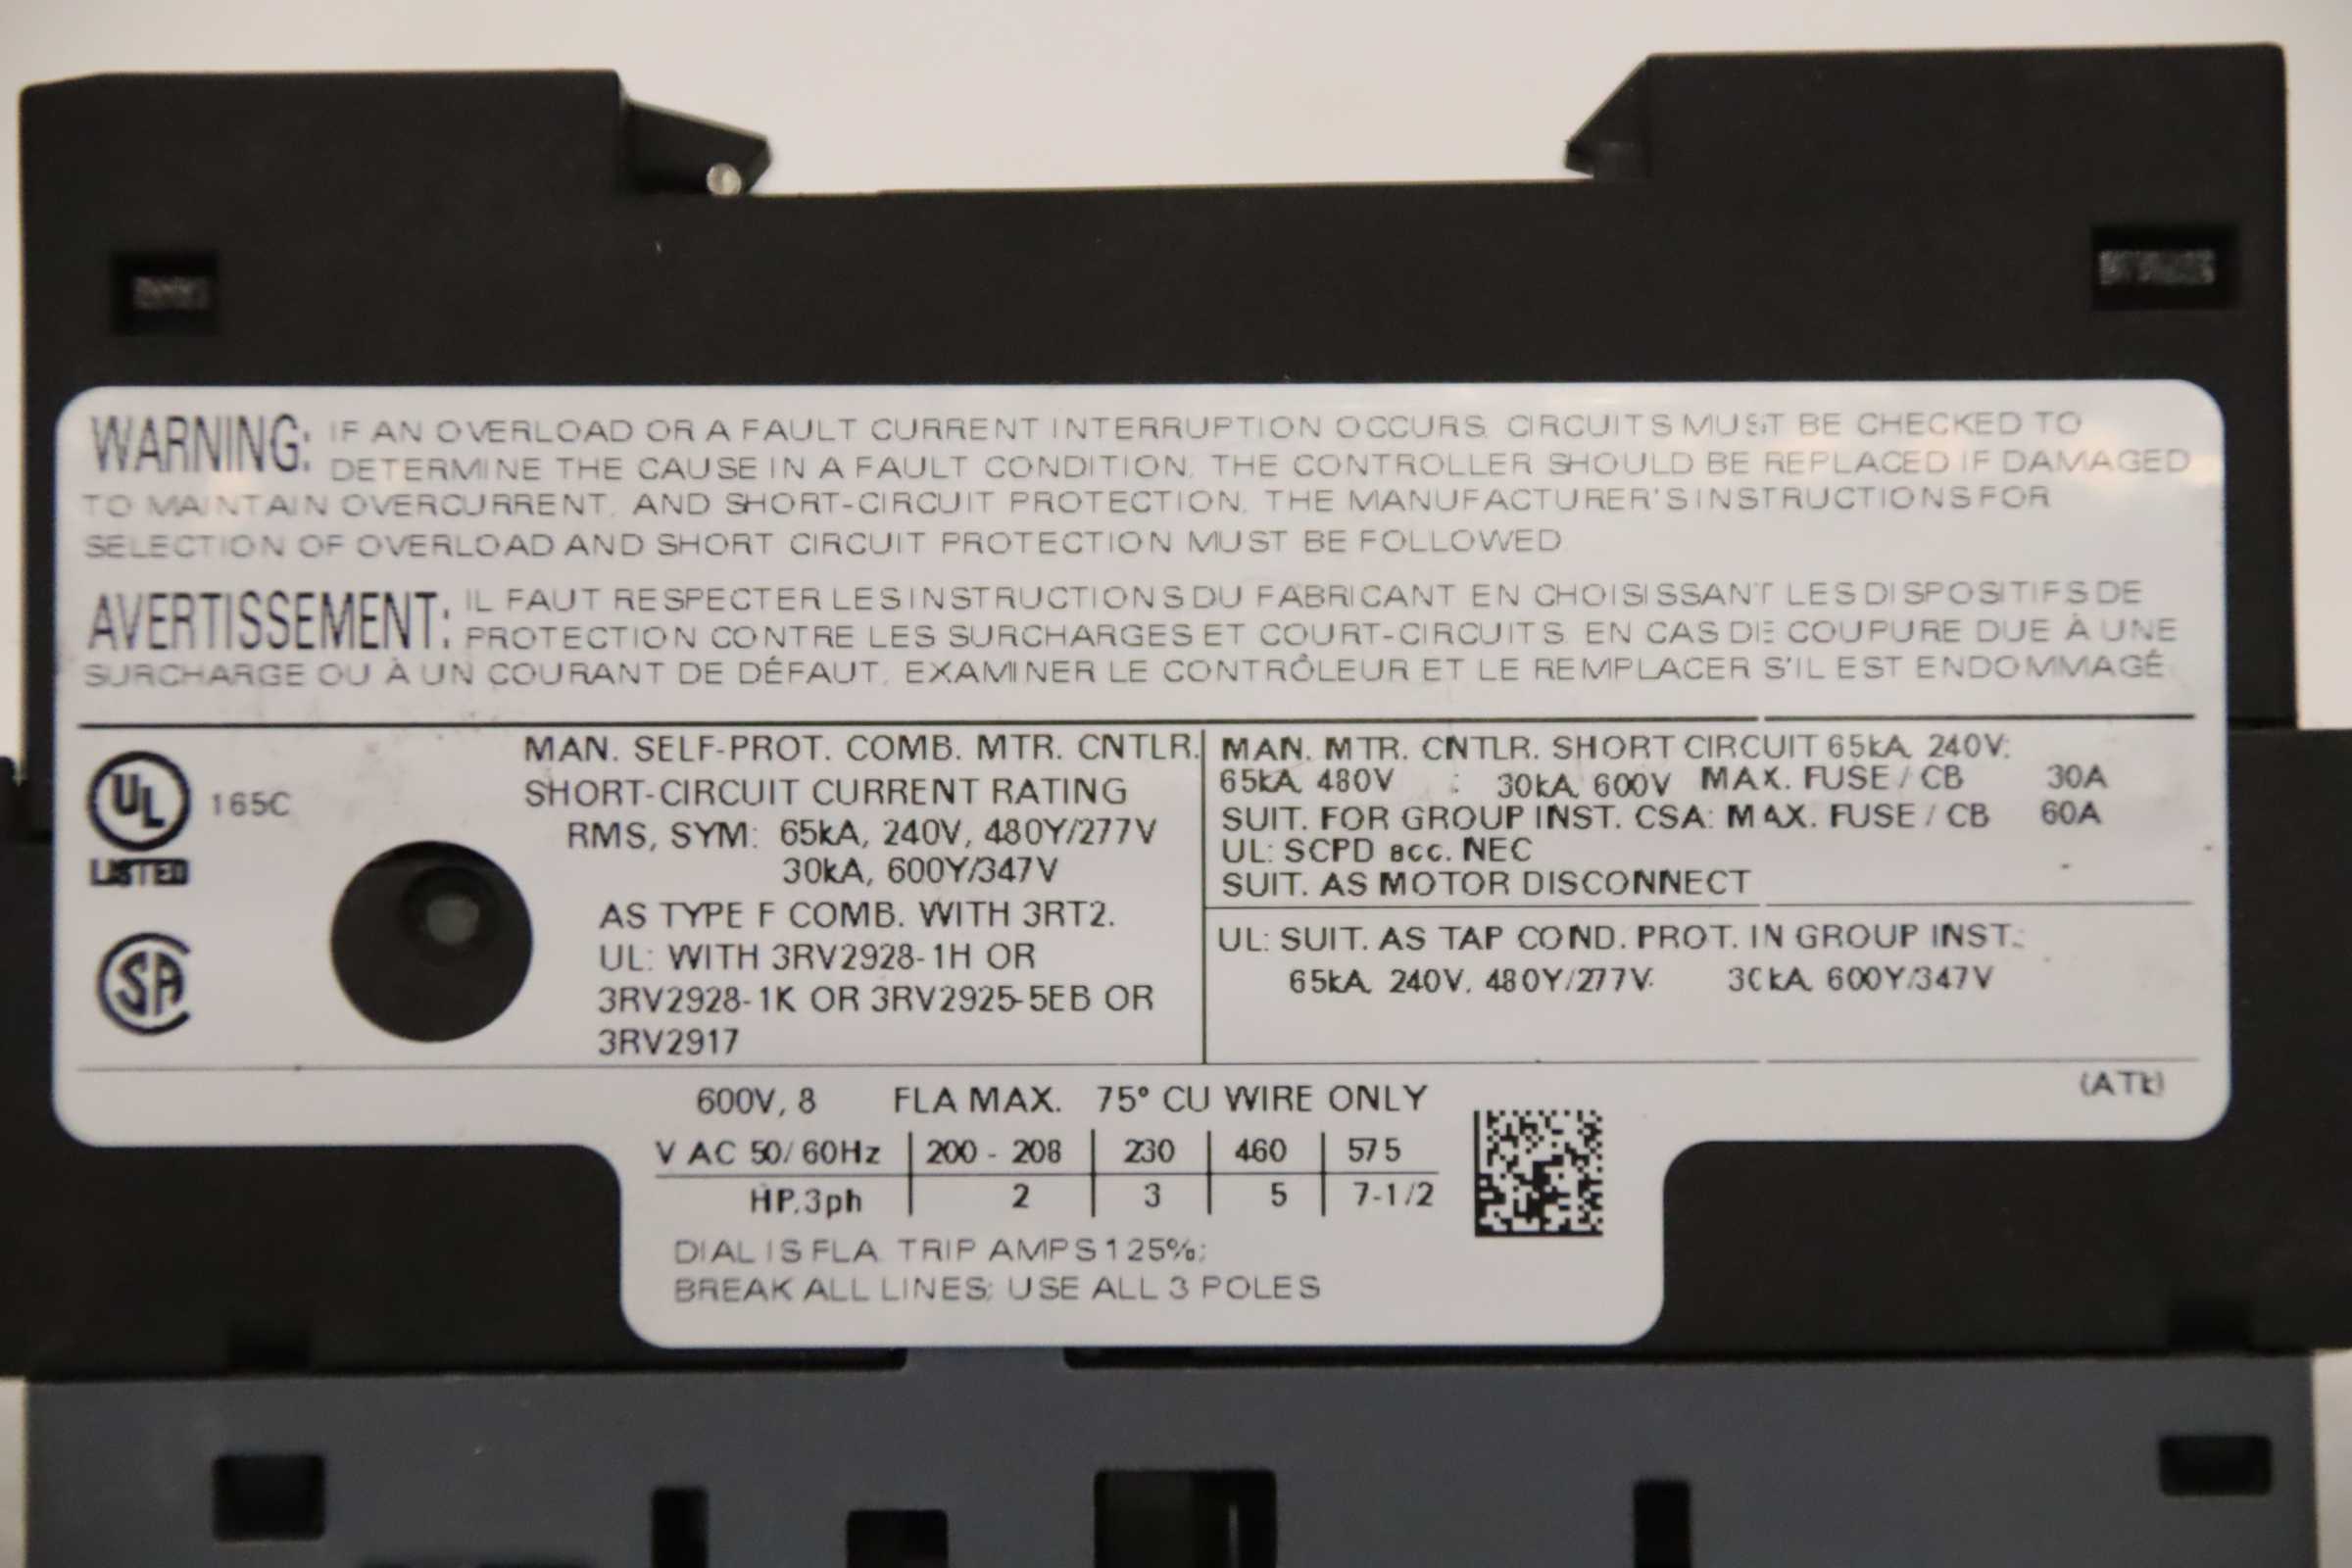 WARNING: IF AN OVERLOAD OR A FAULT CURRENT INTERRUPTION OCCURS. CIRCUITS MUST BE CHECKED TO
DETERMINE THE CAUSE IN A FAULT CONDITION. THE CONTROLLER SHOULD BE REPLACED IF DAMAGED
TO MAINTAIN OVERCURRENT. AND SHORT-CIRCUIT PROTECTION. THE MANUFACTURER'S INSTRUCTIONS FOR
SELECTION OF OVERLOAD AND SHORT CIRCUIT PROTECTION MUST BE FOLLOWED
AVERTISSEMENT: IL FAUT RESPECTER LES INSTRUCTIONS DU FABRICANT EN CHOISISSANT LES DISPOSITIFS DE
PROTECTION CONTRE LES SURCHARGES ET COURT-CIRCUITS. EN CAS DE COUPURE DUE À UNE
SURCHARGE OU À UN COURANT DE DÉFAUT. EXAMINER LE CONTRÔLEUR ET LE REMPLACER S'IL EST ENDOMMAGÉ
UL 165C
LISTED
SA
MAN. SELF-PROT. COMB. MTR. CNTLR.
SHORT-CIRCUIT CURRENT RATING
RMS, SYM: 65kA, 240V, 480Y/277V
30kA, 600Y/347V
AS TYPE F COMB. WITH 3RT2.
UL: WITH 3RV2928-1H OR
3RV2928-1K OR 3RV2925-5EB OR
3RV2917
MAN. MTR. CNTLR. SHORT CIRCUIT 65kA, 240V:
65kA, 480V : 30kA, 600V MAX. FUSE / CB 30A
SUIT. FOR GROUP INST. CSA: MAX. FUSE / CB 60A
UL: SCPD acc. NEC
SUIT. AS MOTOR DISCONNECT
UL: SUIT. AS TAP COND. PROT. IN GROUP INST.:
65kA, 240V, 480Y/277V. 30kA, 600Y/347V
(ATk)
600V, 8 FLA MAX. 75° CU WIRE ONLY
V AC 50/60Hz 200 - 208 230 460 575
HP.3ph 2 3 5 7-1/2
DIAL IS FLA. TRIP AMPS 125%;
BREAK ALL LINES; USE ALL 3 POLES